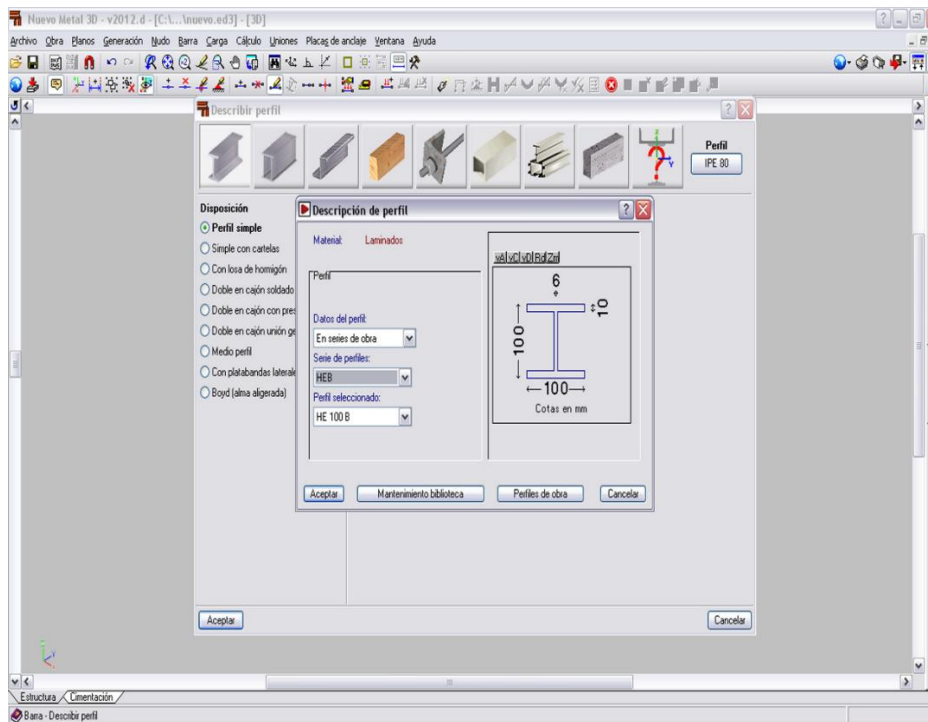 Nuevo Metal 3D - v2012.d - [C:\...\nuevo.ed3] - [3D]
Archivo Obra Planos Generación Nudo Barra Carga Cálculo Uniones Placas de anclaje Ventana Ayuda
Describir perfil
Perfil
IPE 80
Disposición
Perfil simple
Simple con cartelas
Con losa de hormigón
Doble en cajón soldado
Doble en cajón con pres
Doble en cajón unión ge
Medio perfil
Con platabandas laterale
Boyd (alma aligerada)
Descripción de perfil
Material: Laminados
Perfil
Datos del perfil:
En series de obra
Serie de perfiles:
HEB
Perfil seleccionado:
HE 100 B
6
10
100
100
Cotas en mm
Aceptar Mantenimiento biblioteca Perfiles de obra Cancelar
Aceptar Cancelar
Estructura Cimentación
Barra - Describir perfil